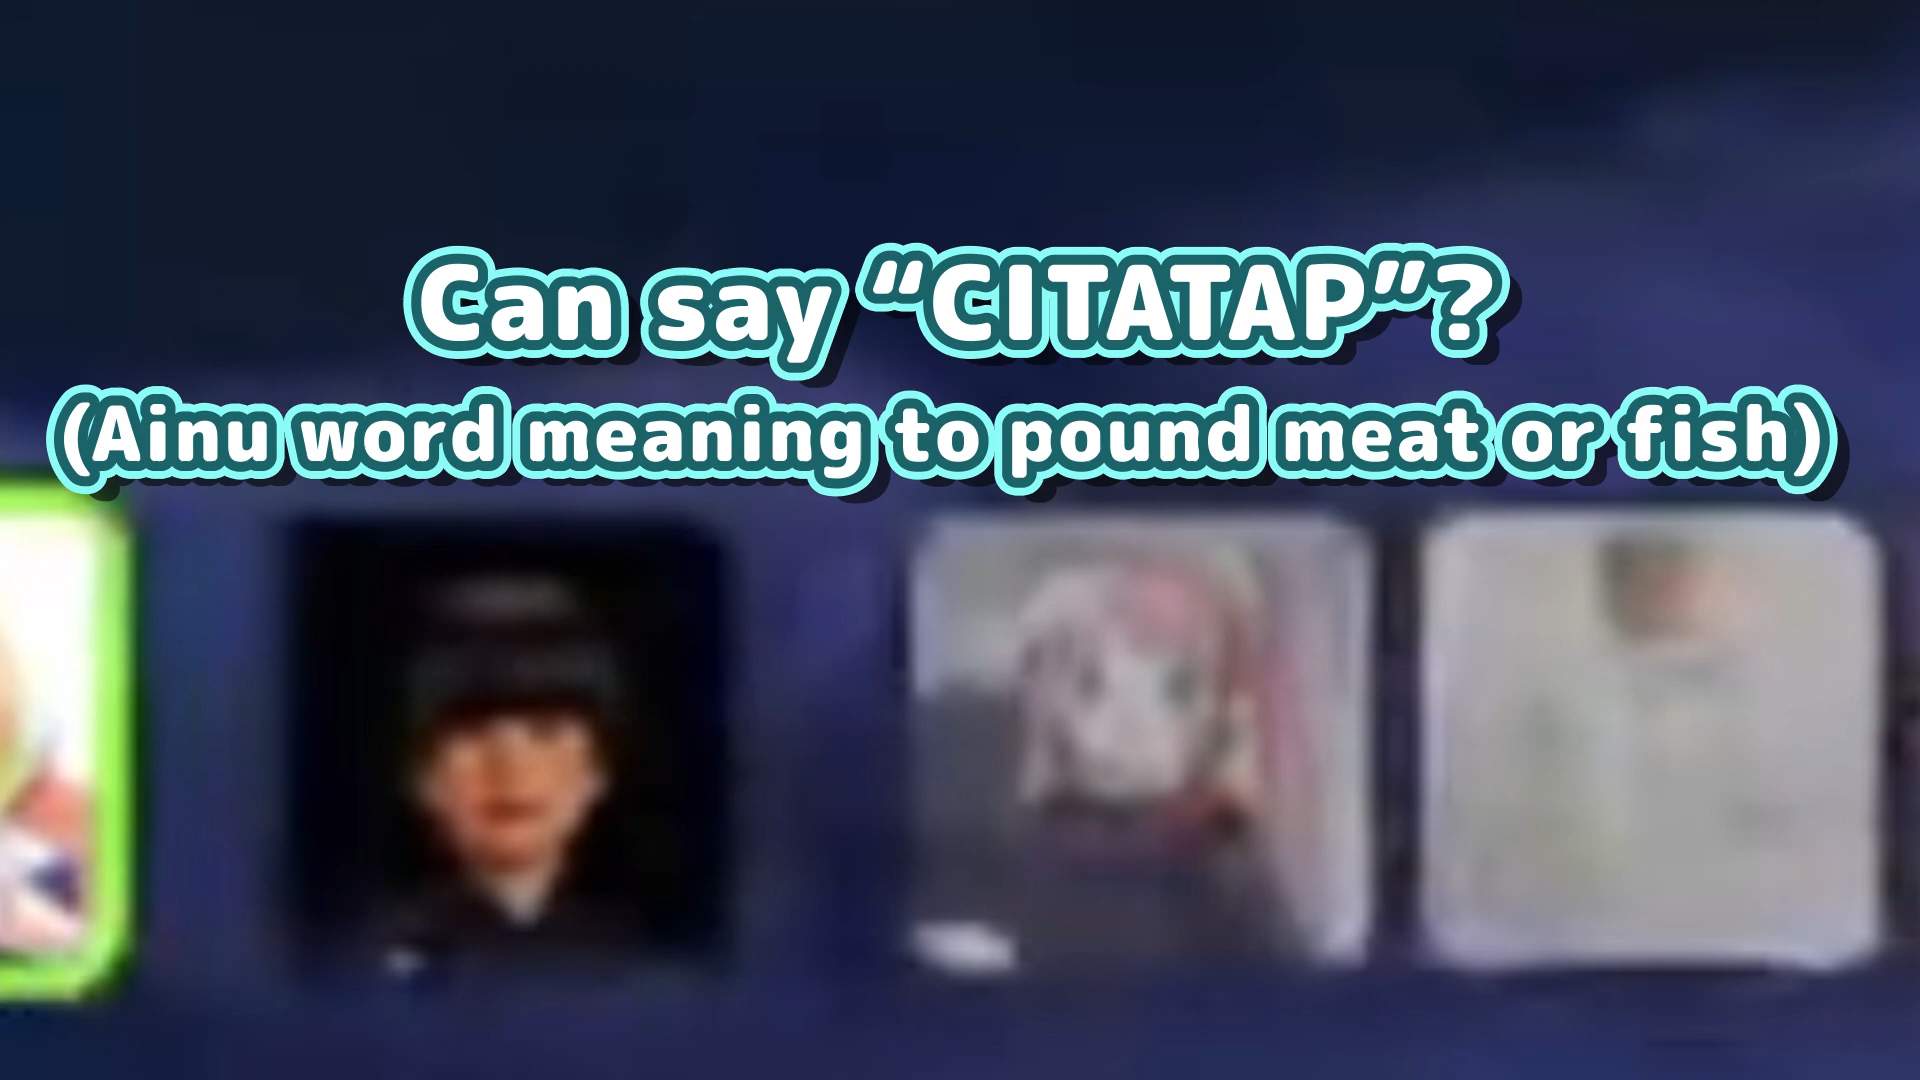 Can say “CITATAP”?
(Ainu word meaning to pound meat or fish)